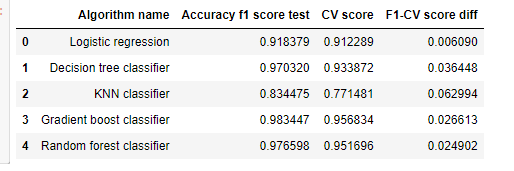 Algorithm name Accuracy f1 score test CV score F1-CV score diff
0 Logistic regression 0.918379 0.912289 0.006090
1 Decision tree classifier 0.970320 0.933872 0.036448
2 KNN classifier 0.834475 0.771481 0.062994
3 Gradient boost classifier 0.983447 0.956834 0.026613
4 Random forest classifier 0.976598 0.951696 0.024902